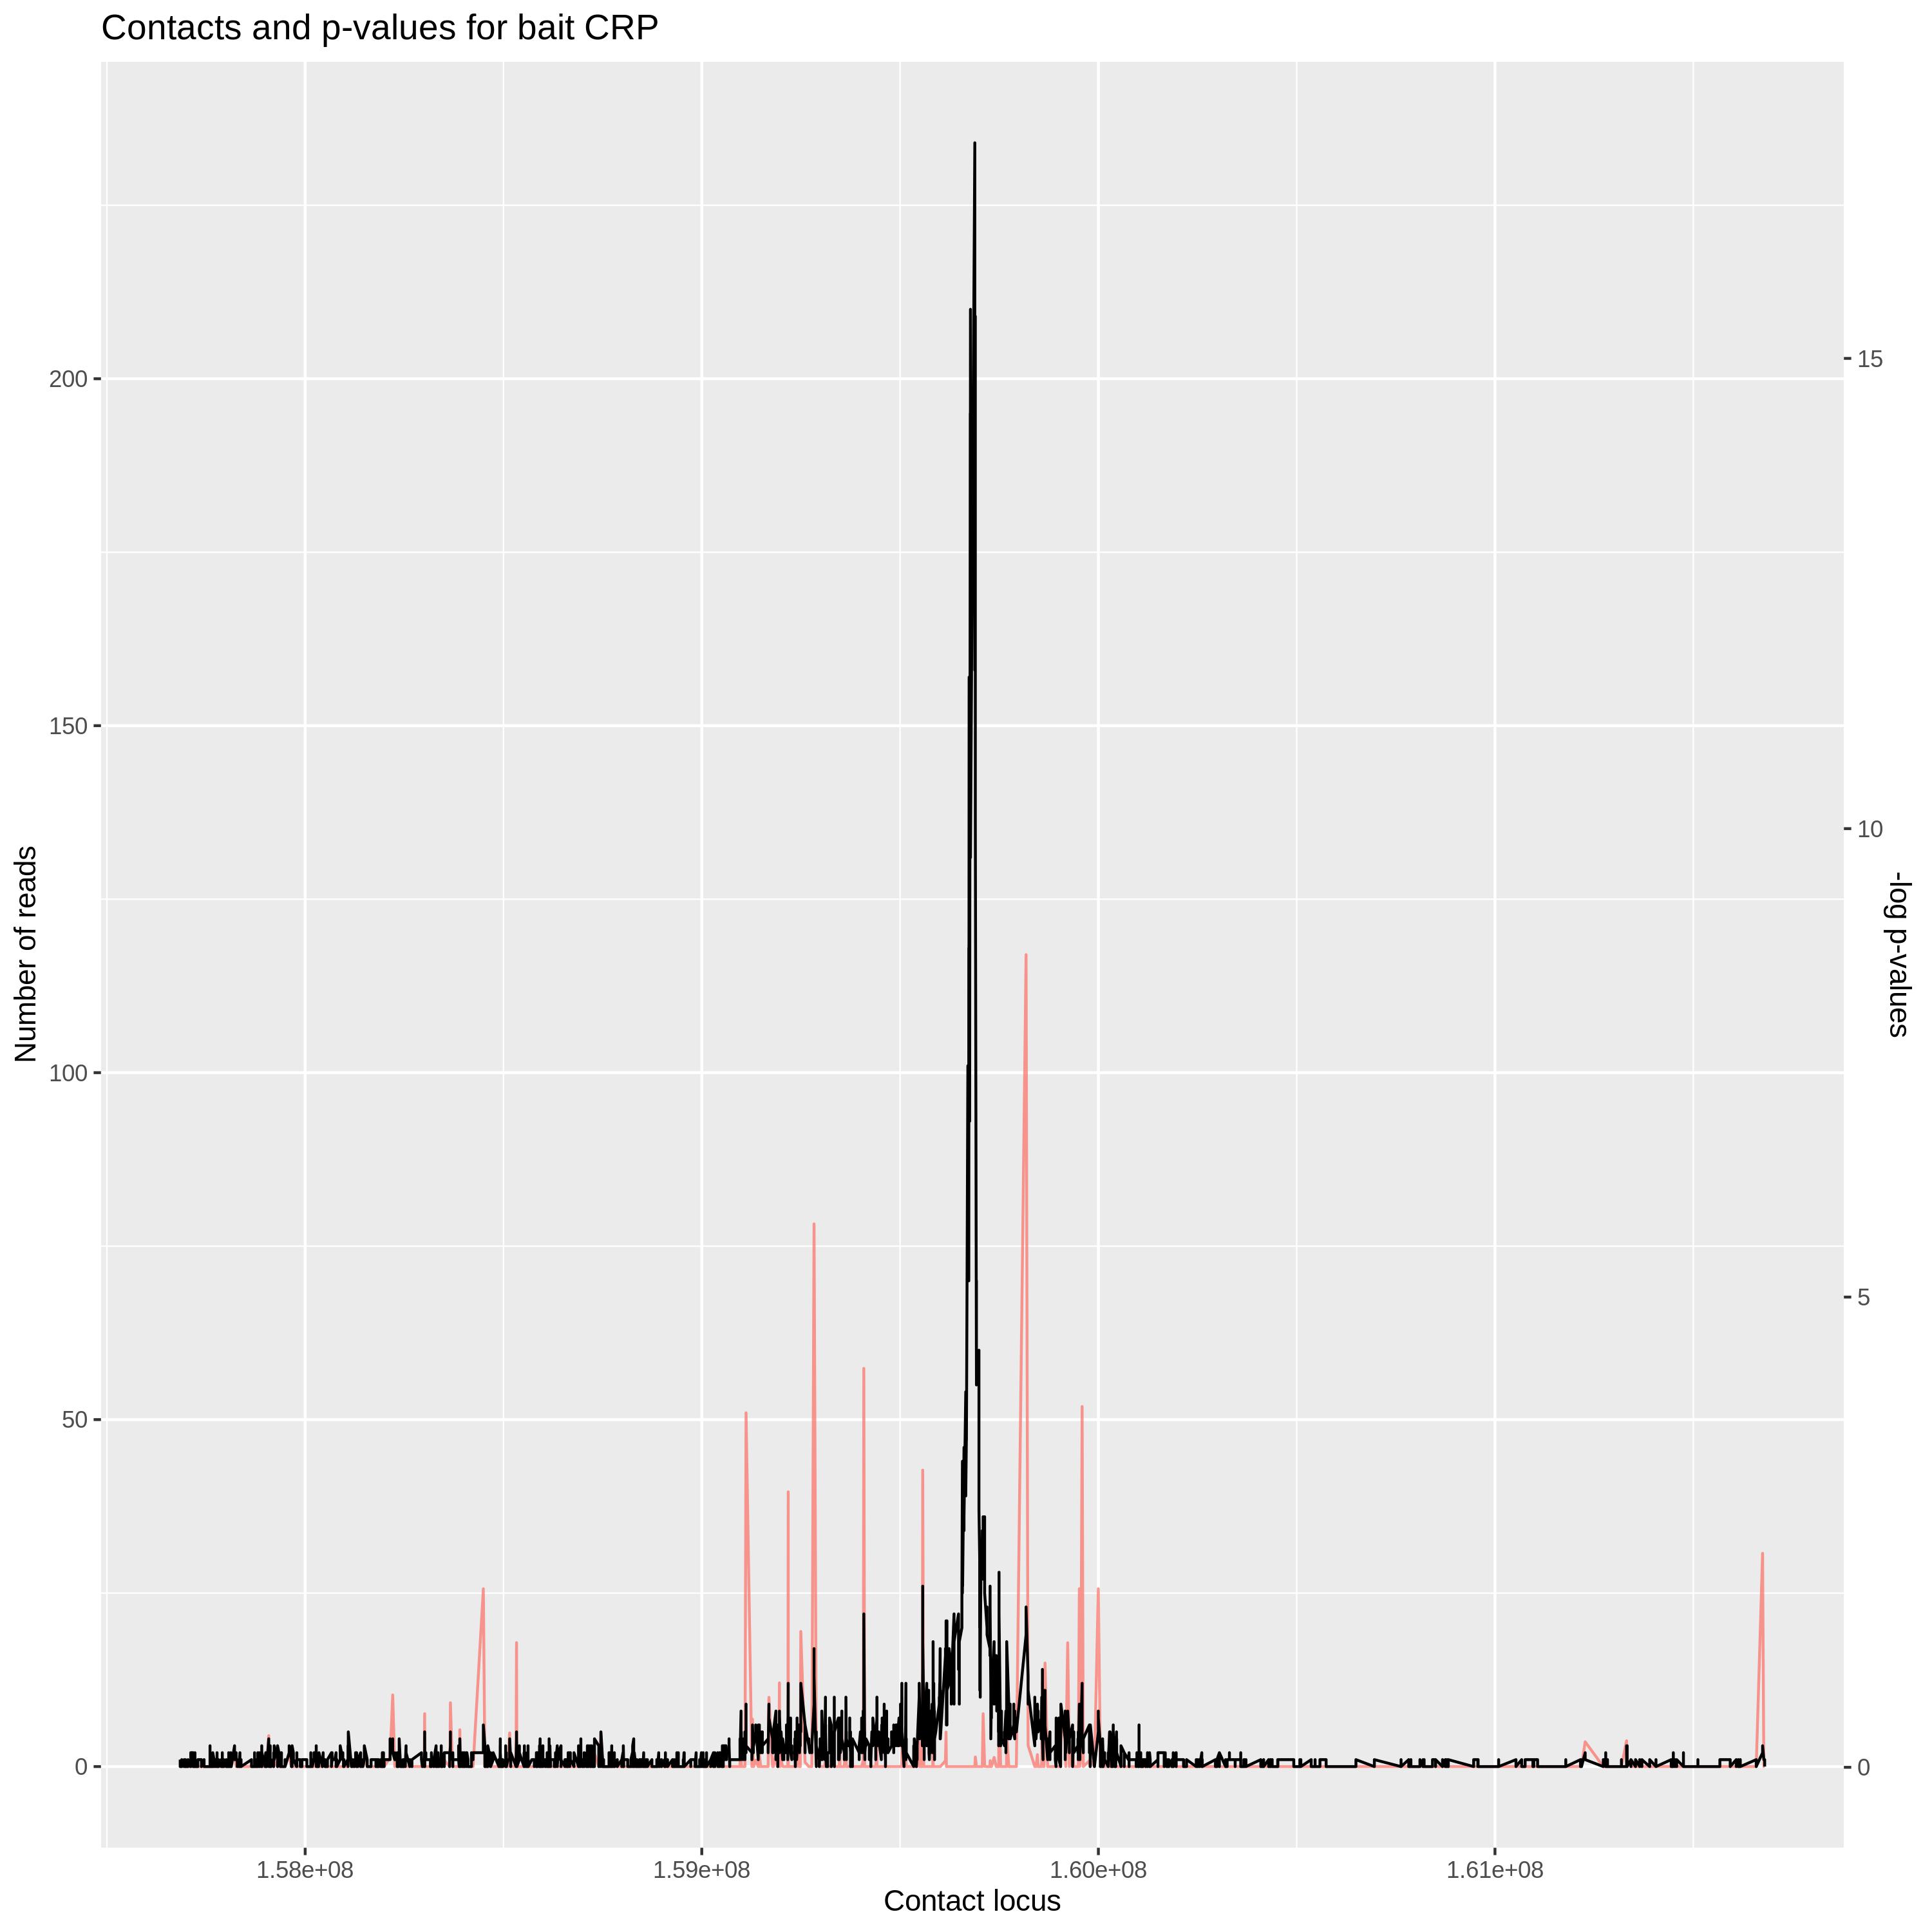 Contacts and p-values for bait CRP
Number of reads
200
150
100
50
0
15
10
5
0
-log p-values
1.58e+08
1.59e+08
1.60e+08
1.61e+08
Contact locus